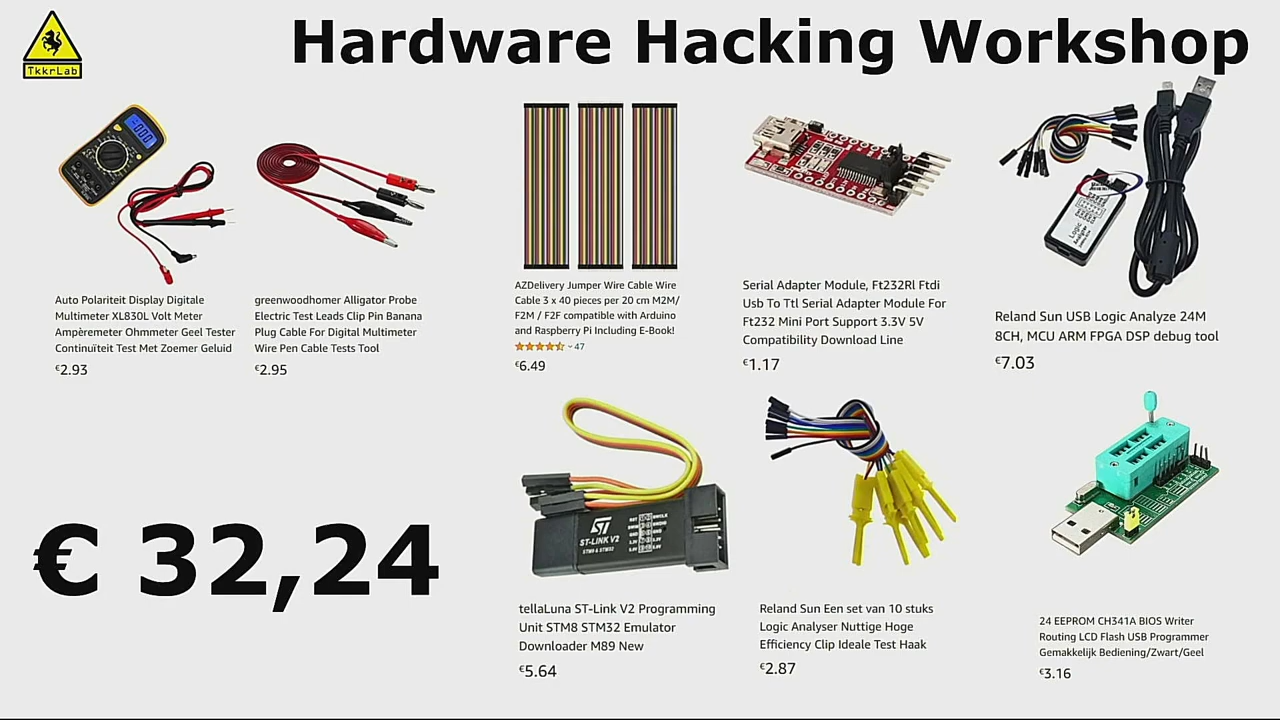 Hardware Hacking Workshop
TkkrLab
Auto Polariteit Display Digitale
Multimeter XL830L Volt Meter
Ampèremeter Ohmmeter Geel Tester
Continuïteit Test Met Zoemer Geluid
€2.93
greenwoodhomer Alligator Probe
Electric Test Leads Clip Pin Banana
Plug Cable For Digital Multimeter
Wire Pen Cable Tests Tool
€2.95
AZDelivery Jumper Wire Cable Wire
Cable 3 x 40 pieces per 20 cm M2M/
F2M / F2F compatible with Arduino
and Raspberry Pi Including E-Book!
47
€6.49
Serial Adapter Module, Ft232Rl Ftdi
Usb To Ttl Serial Adapter Module For
Ft232 Mini Port Support 3.3V 5V
Compatibility Download Line
€1.17
Logic
Reland Sun USB Logic Analyze 24M
8CH, MCU ARM FPGA DSP debug tool
€7.03
€ 32,24
ST-LINK V2
STM8 & STM32
tellaLuna ST-Link V2 Programming
Unit STM8 STM32 Emulator
Downloader M89 New
€5.64
Reland Sun Een set van 10 stuks
Logic Analyser Nuttige Hoge
Efficiency Clip Ideale Test Haak
€2.87
24 EEPROM CH341A BIOS Writer
Routing LCD Flash USB Programmer
Gemakkelijk Bediening/Zwart/Geel
€3.16